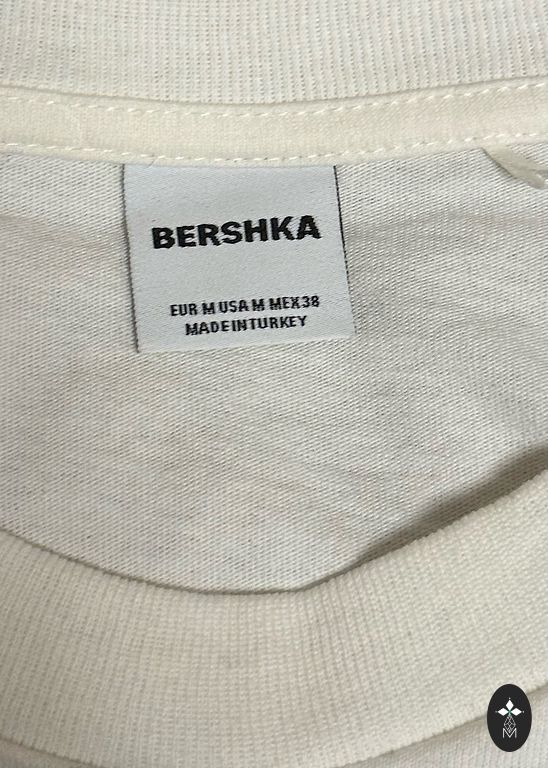 BERSHKA
EUR M USA M MEX 38
MADE IN TURKEY
M